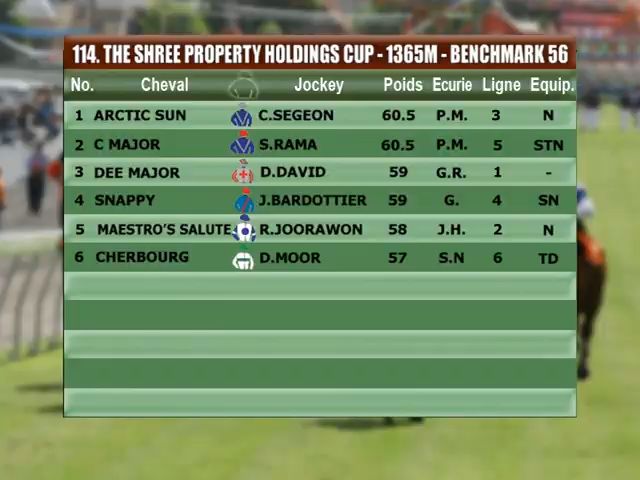 114. THE SHREE PROPERTY HOLDINGS CUP - 1365M - BENCHMARK 56
No. Cheval Jockey Poids Ecurie Ligne Equip.
1 ARCTIC SUN C.SEGEON 60.5 P.M. 3 N
2 C MAJOR S.RAMA 60.5 P.M. 5 STN
3 DEE MAJOR D.DAVID 59 G.R. 1 -
4 SNAPPY J.BARDOTTIER 59 G. 4 SN
5 MAESTRO'S SALUTE R.JOORAWON 58 J.H. 2 N
6 CHERBOURG D.MOOR 57 S.N 6 TD